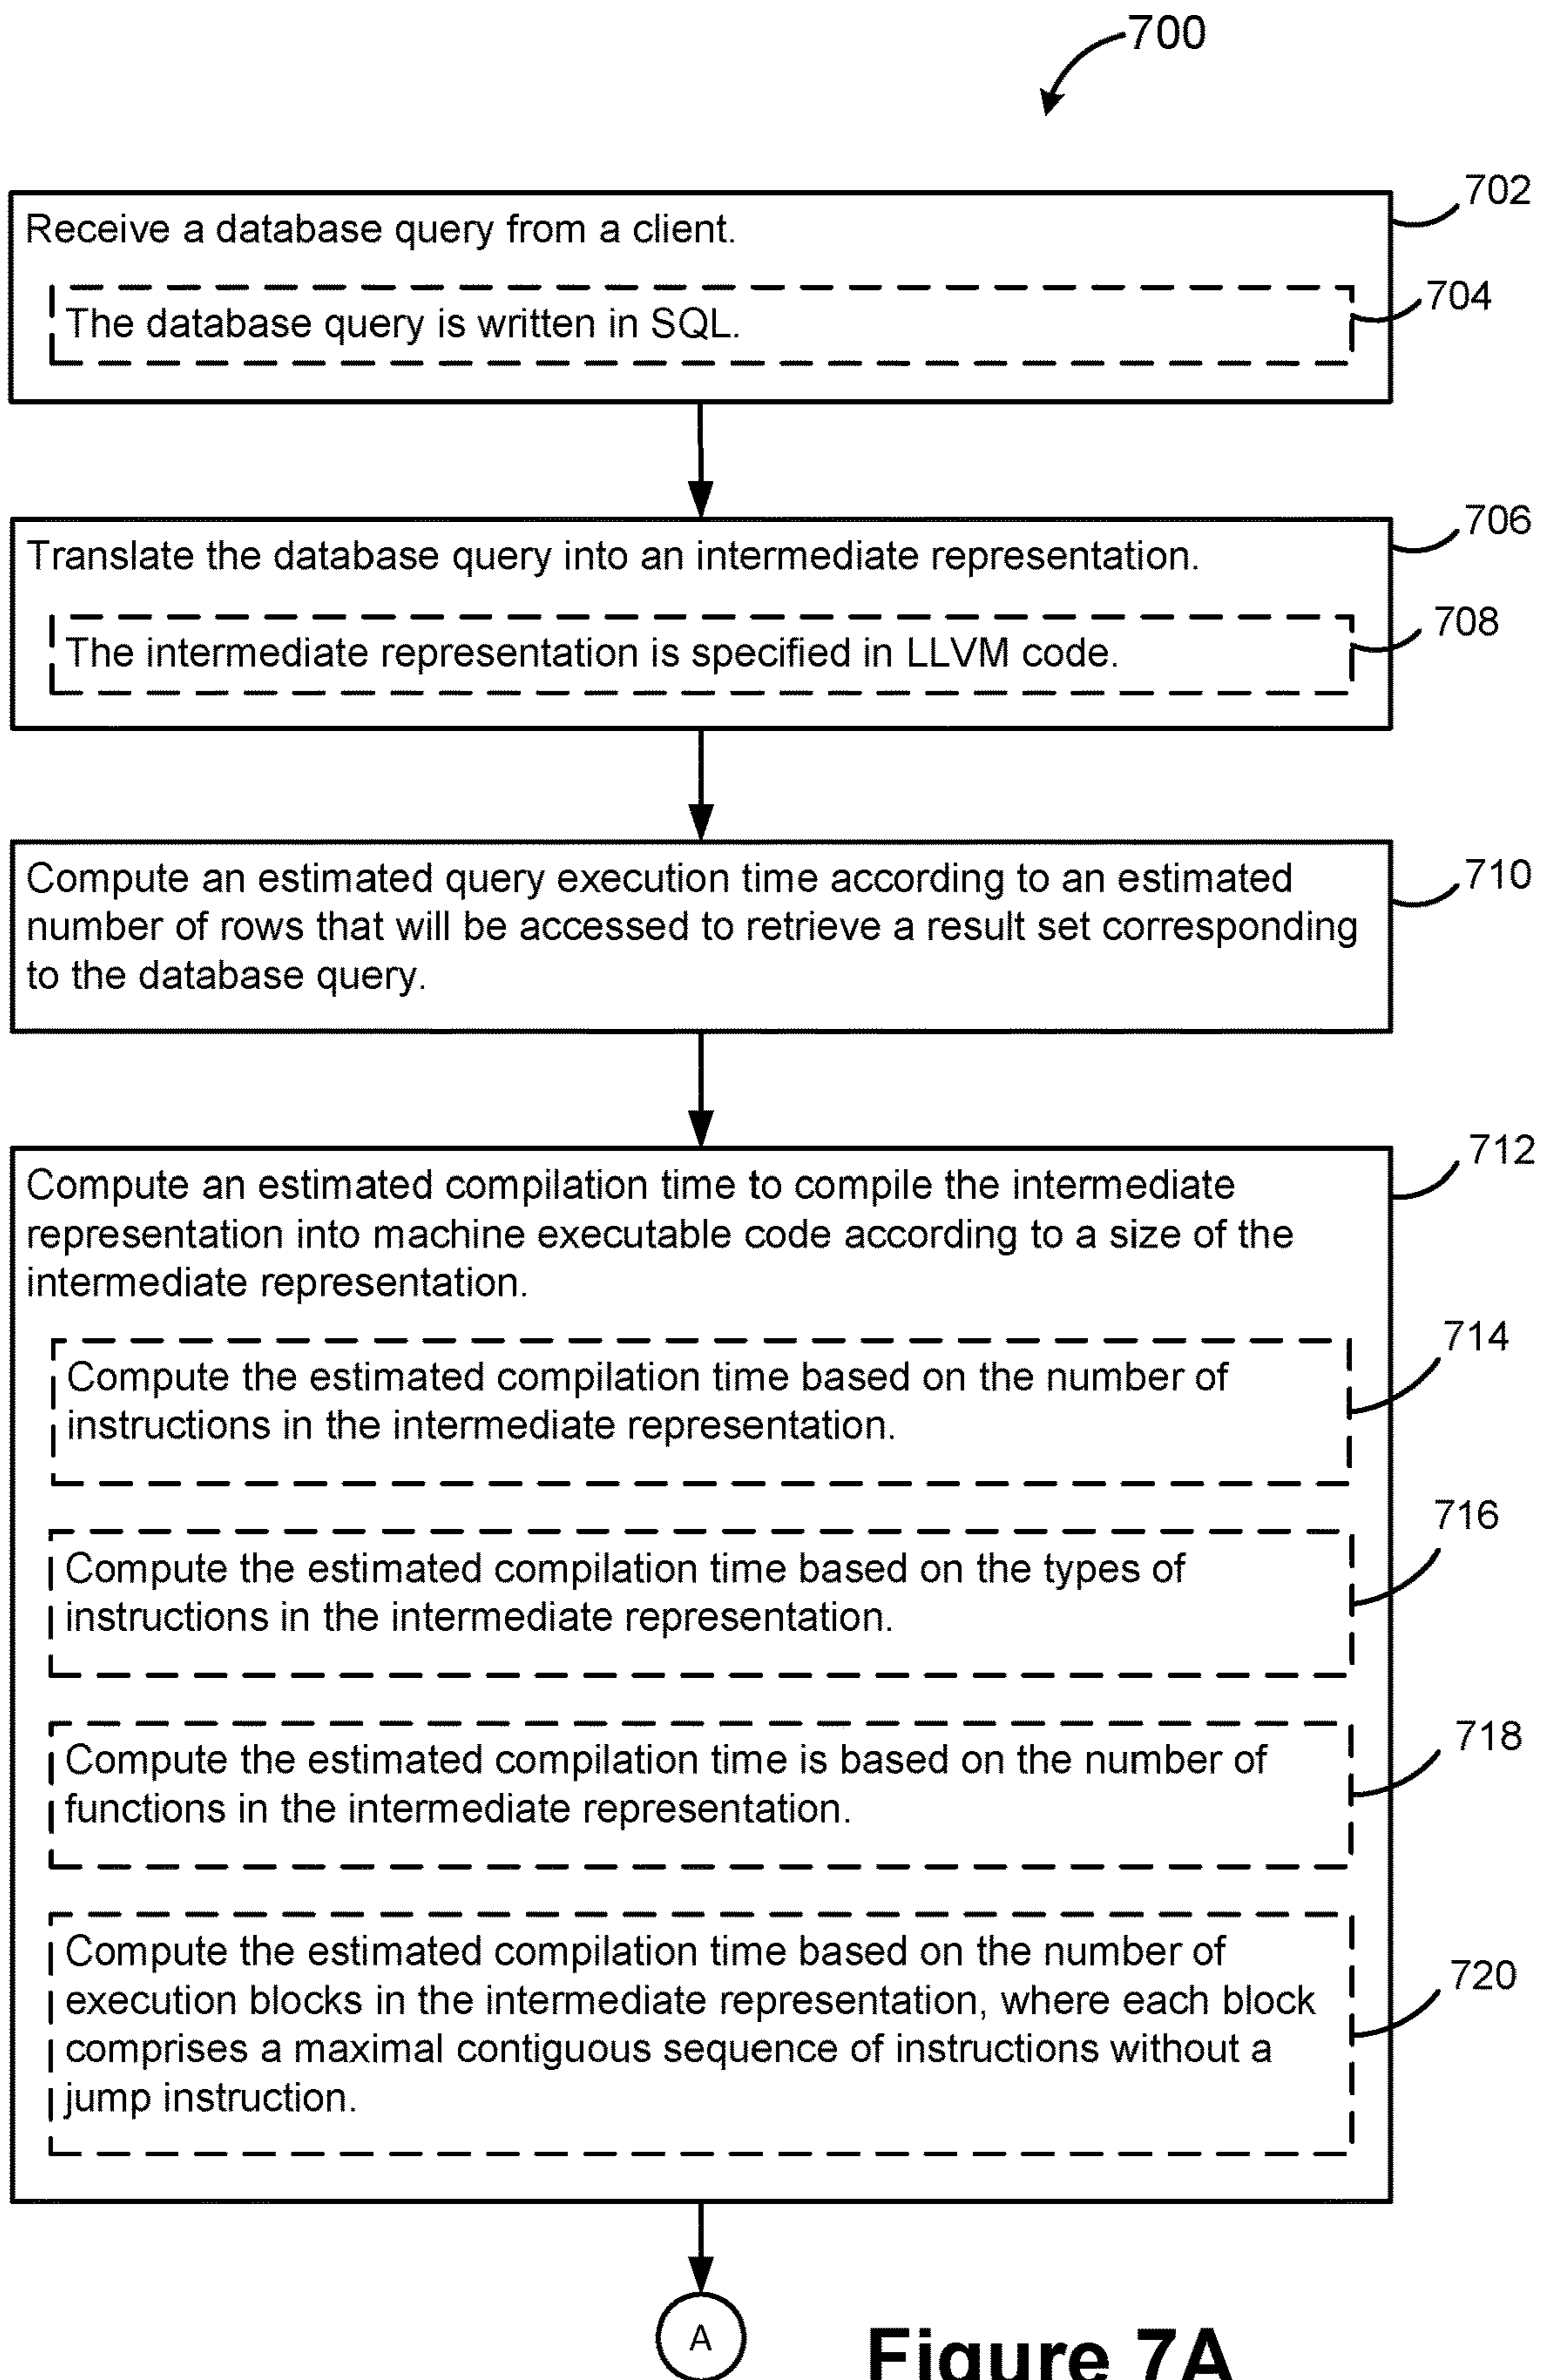 700
702
Receive a database query from a client.
704
The database query is written in SQL.
706
Translate the database query into an intermediate representation.
708
The intermediate representation is specified in LLVM code.
710
Compute an estimated query execution time according to an estimated
number of rows that will be accessed to retrieve a result set corresponding
to the database query.
712
Compute an estimated compilation time to compile the intermediate
representation into machine executable code according to a size of the
intermediate representation.
714
Compute the estimated compilation time based on the number of
instructions in the intermediate representation.
716
Compute the estimated compilation time based on the types of
instructions in the intermediate representation.
718
Compute the estimated compilation time is based on the number of
functions in the intermediate representation.
720
Compute the estimated compilation time based on the number of
execution blocks in the intermediate representation, where each block
comprises a maximal contiguous sequence of instructions without a
jump instruction.
A
Figure 7A